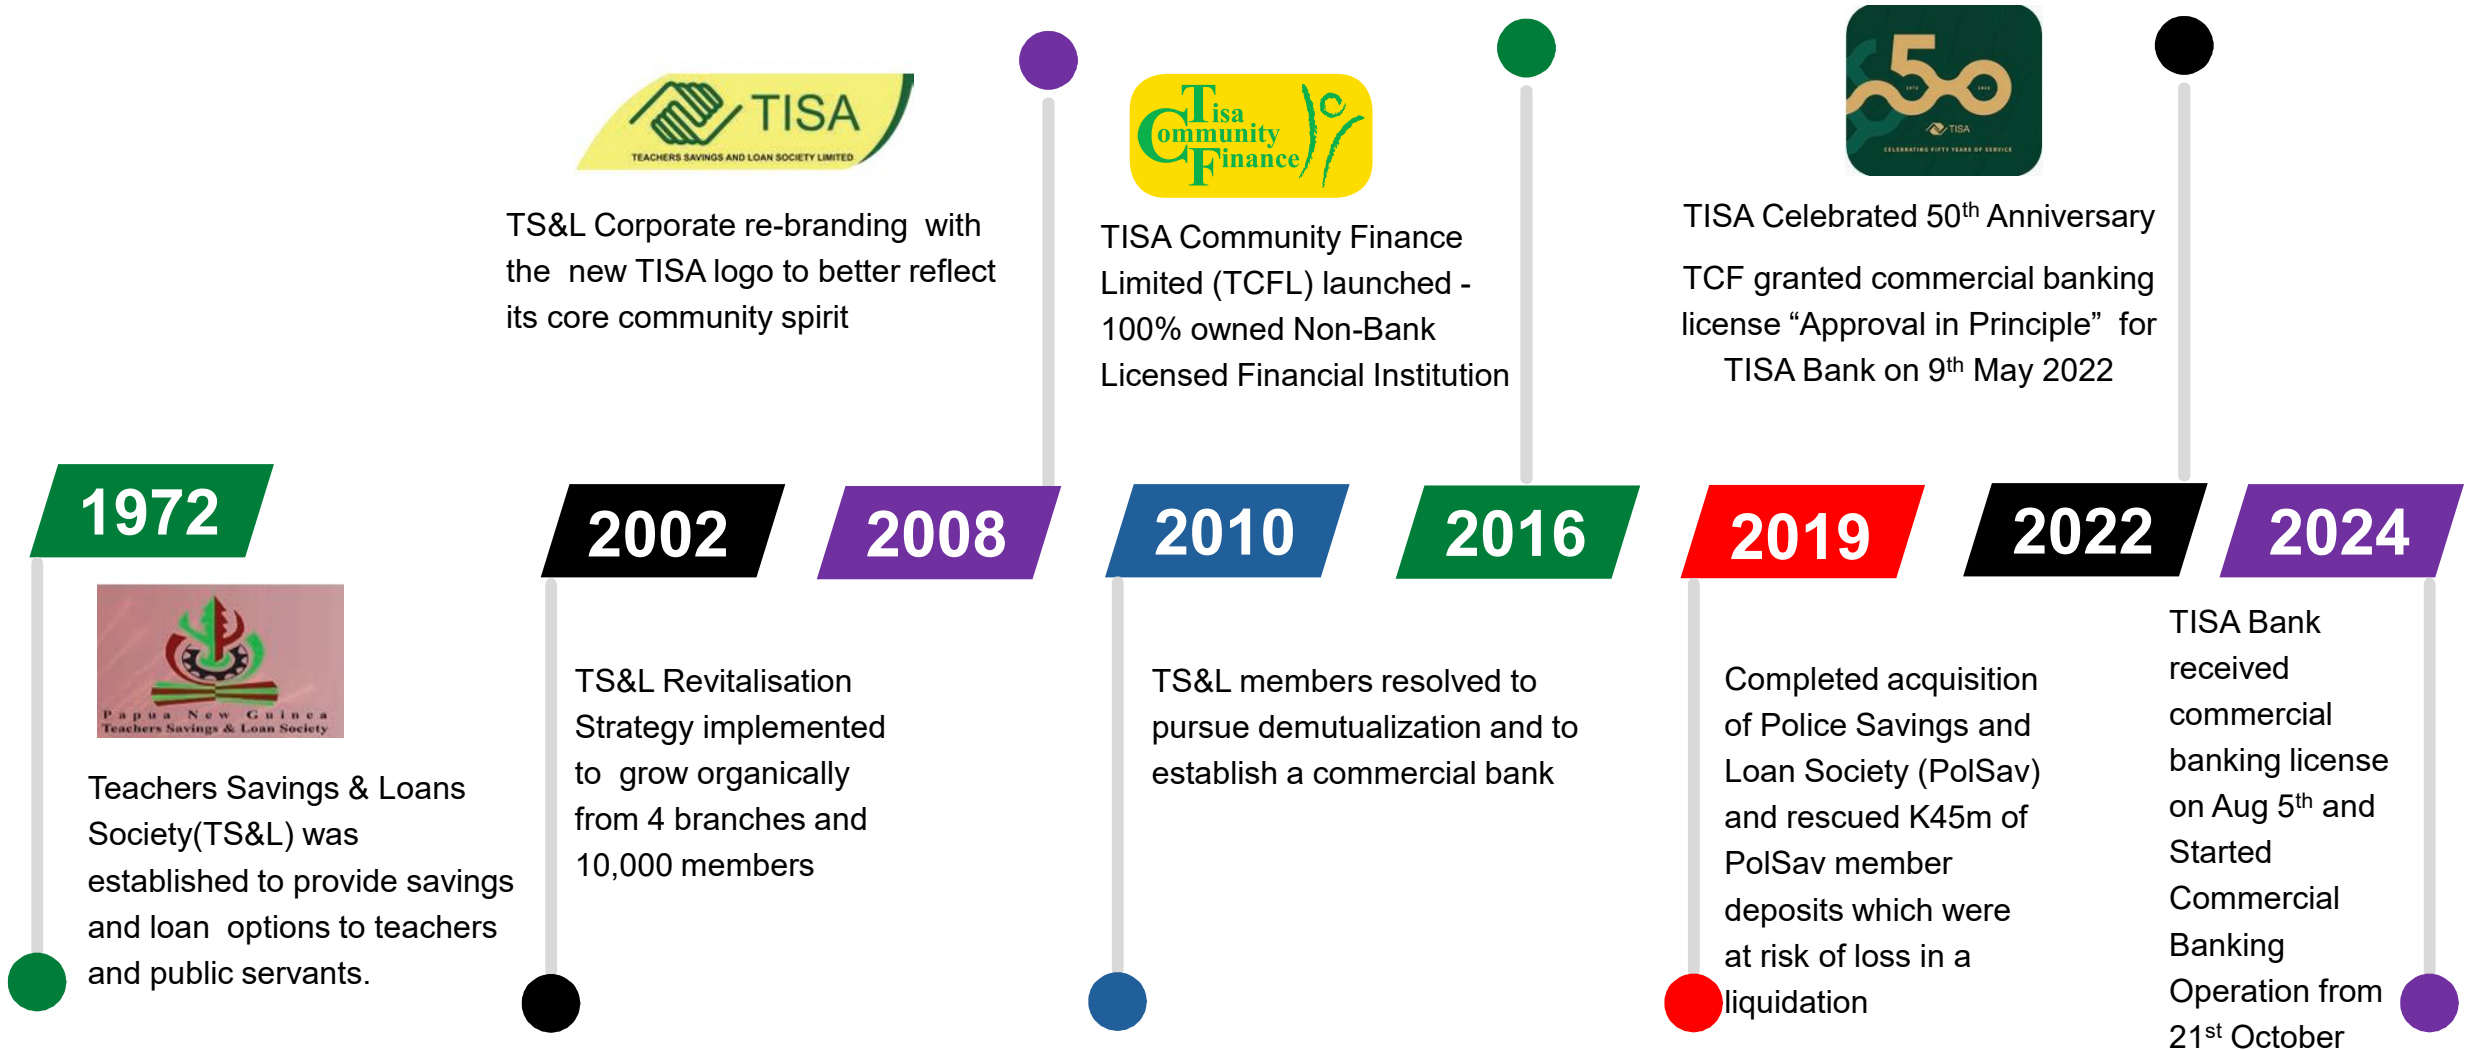 TISA
TEACHERS SAVINGS AND LOAN SOCIETY LIMITED
TS&L Corporate re-branding with
the new TISA logo to better reflect
its core community spirit
Tisa
Community
Finance
TISA Community Finance
Limited (TCFL) launched -
100% owned Non-Bank
Licensed Financial Institution
50
1972 2022
TISA
CELEBRATING FIFTY YEARS OF SERVICE
TISA Celebrated 50th Anniversary
TCF granted commercial banking
license “Approval in Principle” for
TISA Bank on 9th May 2022
1972
2002
2008
2010
2016
2019
2022
2024
Papua New Guinea
Teachers Savings & Loan Society
Teachers Savings & Loans
Society(TS&L) was
established to provide savings
and loan options to teachers
and public servants.
TS&L Revitalisation
Strategy implemented
to grow organically
from 4 branches and
10,000 members
TS&L members resolved to
pursue demutualization and to
establish a commercial bank
Completed acquisition
of Police Savings and
Loan Society (PolSav)
and rescued K45m of
PolSav member
deposits which were
at risk of loss in a
liquidation
TISA Bank
received
commercial
banking license
on Aug 5th and
Started
Commercial
Banking
Operation from
21st October